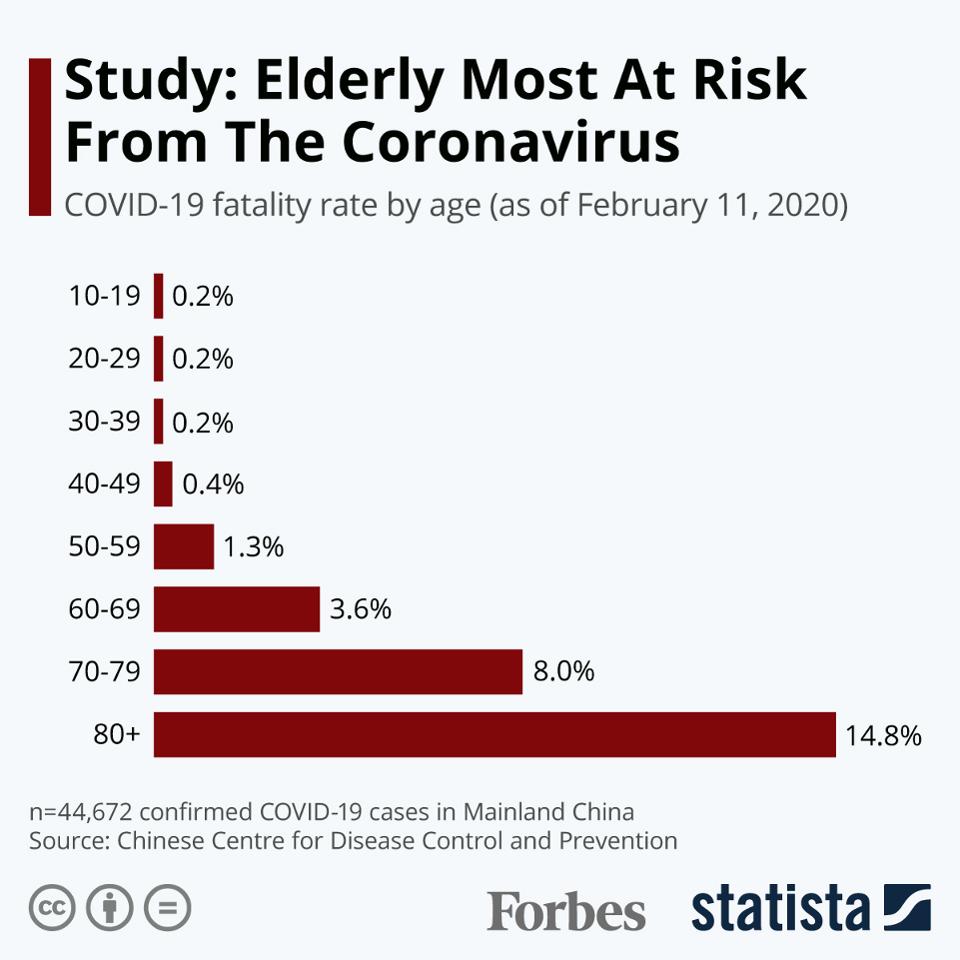 Study: Elderly Most At Risk
From The Coronavirus
COVID-19 fatality rate by age (as of February 11, 2020)
10-19 0.2%
20-29 0.2%
30-39 0.2%
40-49 0.4%
50-59 1.3%
60-69 3.6%
70-79 8.0%
80+ 14.8%
n=44,672 confirmed COVID-19 cases in Mainland China
Source: Chinese Centre for Disease Control and Prevention
cc = Forbes statista